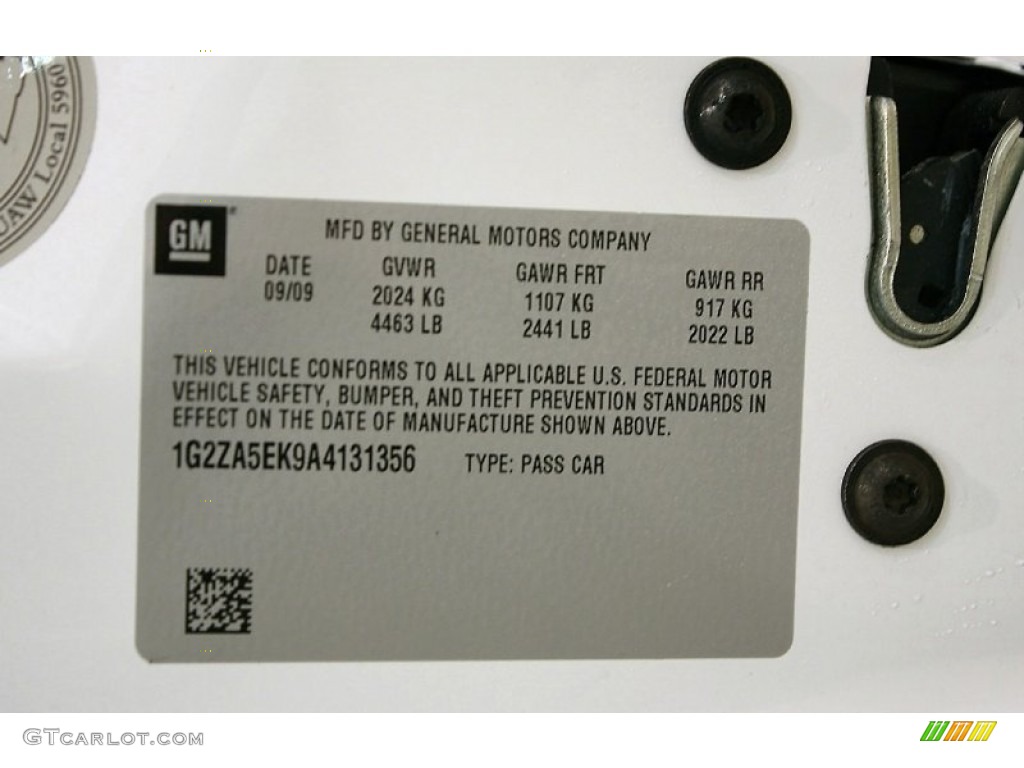 UAW Local 5960
GM
MFD BY GENERAL MOTORS COMPANY
DATE GVWR GAWR FRT GAWR RR
09/09 2024 KG 1107 KG 917 KG
4463 LB 2441 LB 2022 LB
THIS VEHICLE CONFORMS TO ALL APPLICABLE U.S. FEDERAL MOTOR
VEHICLE SAFETY, BUMPER, AND THEFT PREVENTION STANDARDS IN
EFFECT ON THE DATE OF MANUFACTURE SHOWN ABOVE.
1G2ZA5EK9A4131356 TYPE: PASS CAR
GTCARLOT.COM